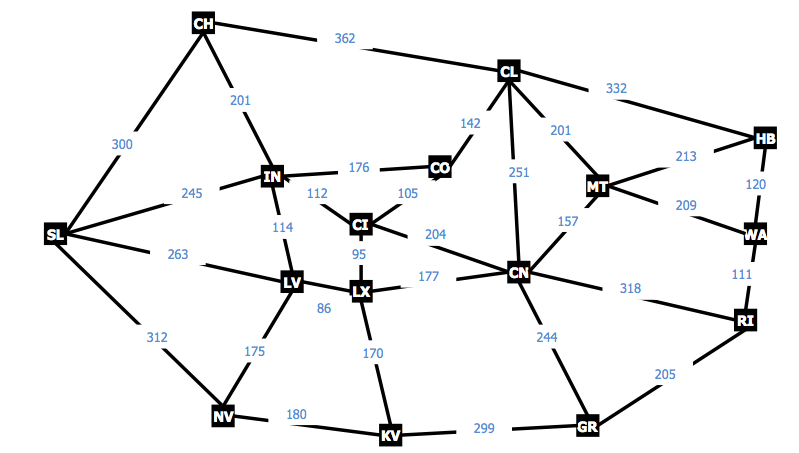 CH
362
CL
332
HB
201
142
201
213
300
176
CO
251
MT
120
IN
245
112
105
209
CI
157
SL
114
204
WA
263
95
CN
111
LV
LX
177
318
86
RI
312
175
170
244
205
NV
180
KV
299
GR